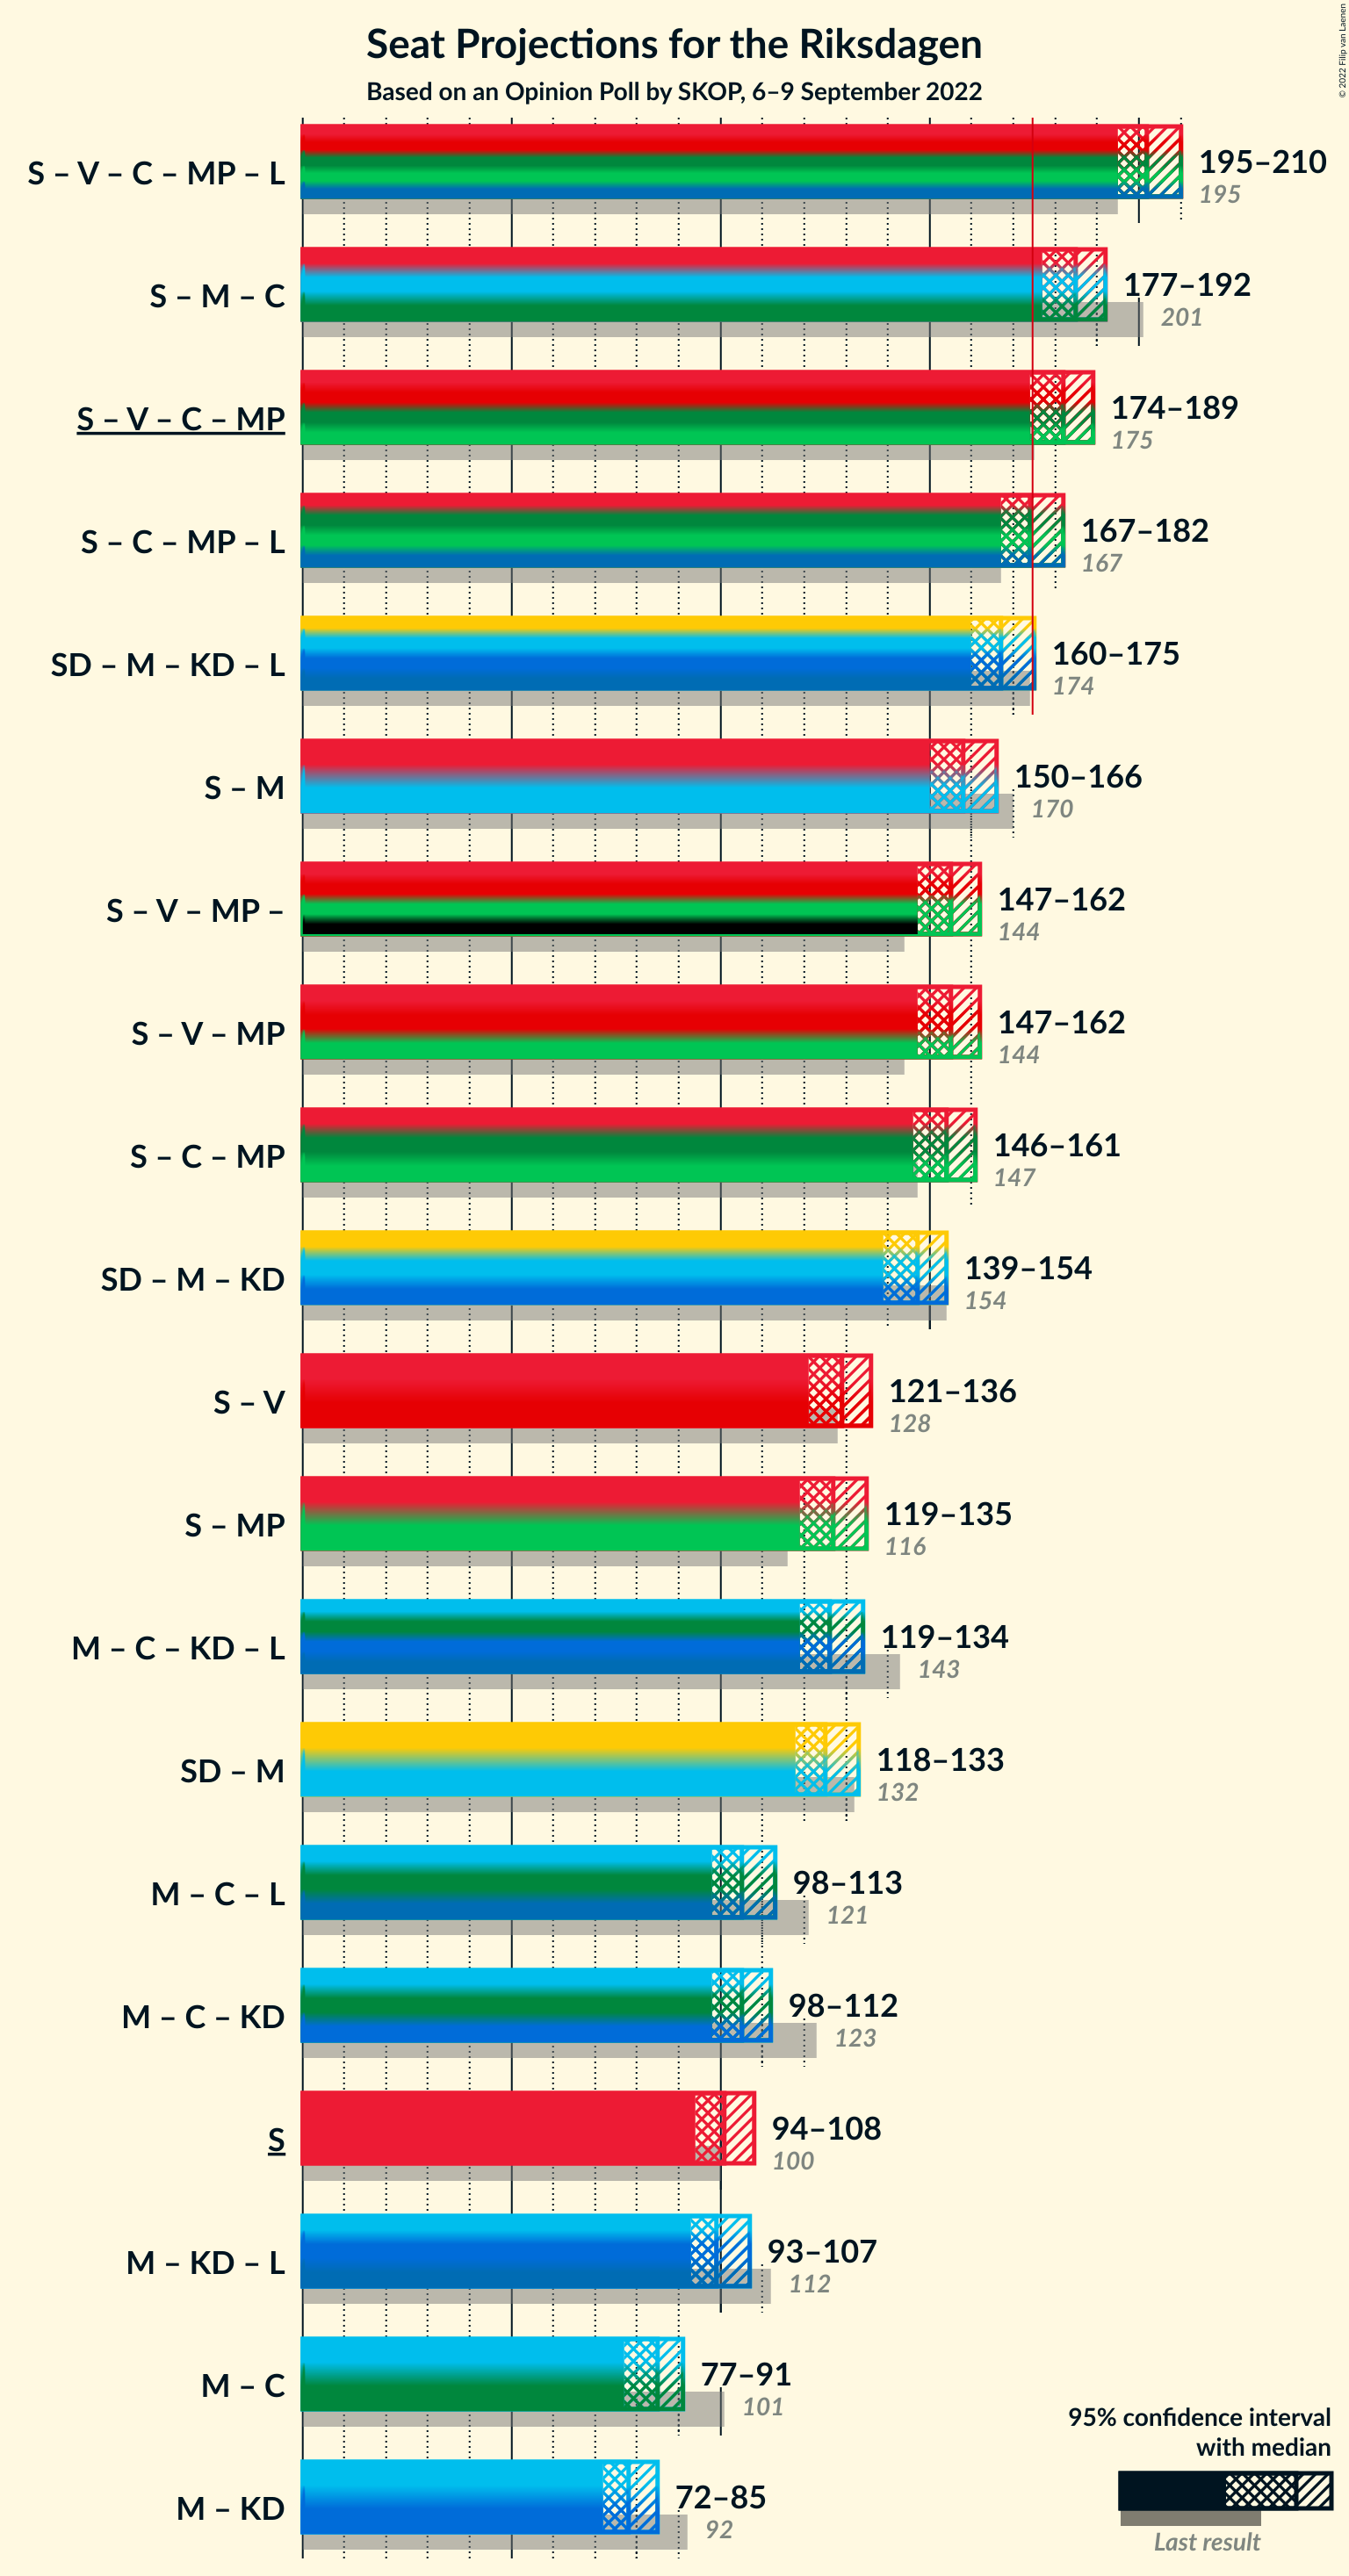 Seat Projections for the Riksdagen
Based on an Opinion Poll by SKOP, 6–9 September 2022
© 2022 Filip van Laenen
S – V – C – MP – L
195–210
195
S – M – C
177–192
201
S – V – C – MP
174–189
175
S – C – MP – L
167–182
167
SD – M – KD – L
160–175
174
S – M
150–166
170
S – V – MP –
147–162
144
S – V – MP
147–162
144
S – C – MP
146–161
147
SD – M – KD
139–154
154
S – V
121–136
128
S – MP
119–135
116
M – C – KD – L
119–134
143
SD – M
118–133
132
M – C – L
98–113
121
M – C – KD
98–112
123
S
94–108
100
M – KD – L
93–107
112
M – C
77–91
101
M – KD
72–85
92
95% confidence interval
with median
Last result